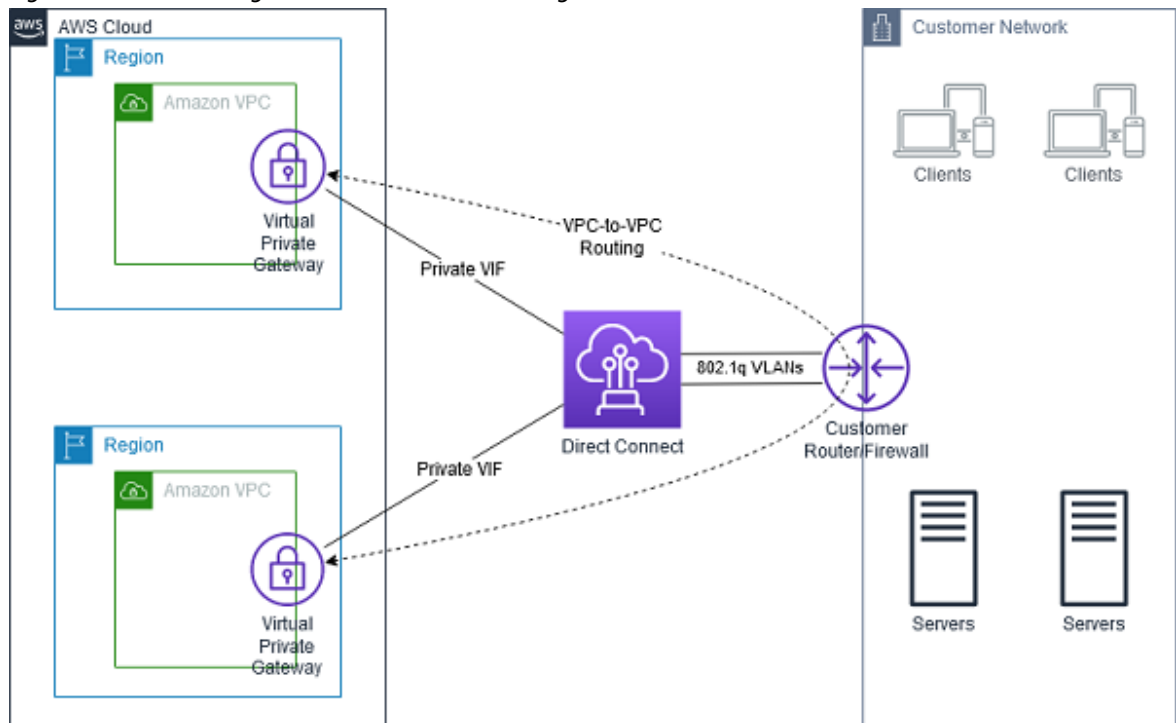 aws AWS Cloud
Region
Amazon VPC
Virtual
Private
Gateway
Private VIF
VPC-to-VPC
Routing
Direct Connect
802.1q VLANs
Region
Amazon VPC
Virtual
Private
Gateway
Private VIF
Customer Network
Clients
Clients
Customer
Router/Firewall
Servers
Servers